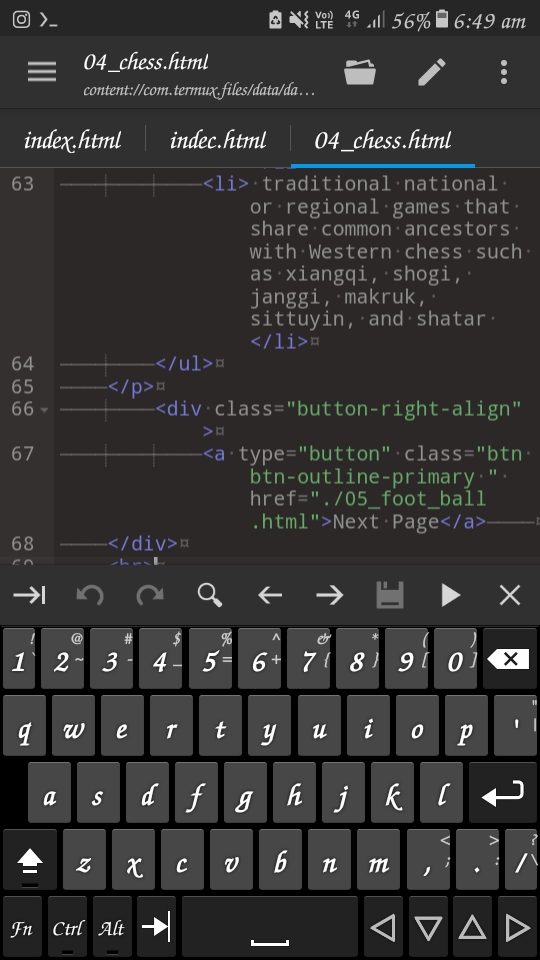 Vo)) LTE 4G 56% 6:49 am
04_chess.html
content://com.termux.files/data/da...
index.html indec.html 04_chess.html
63 <li> traditional national
or regional games that
share common ancestors
with Western chess such
as xiangqi, shogi,
janggi, makruk,
sittuyin, and shatar
</li>
64 </ul>
65 </p>
66 <div class="button-right-align"
>
67 <a type="button" class="btn
btn-outline-primary "
href="./05_foot_ball
.html">Next Page</a>
68 </div>
69 <br>
! @ # $ % ^ & * ( )
1 2 3 4 5 6 7 8 9 0
` ~ - _ = + { } [ ]
q w e r t y u i o p ' "
a s d f g h j k l
z x c v b n m , < ; . > : / \
Fn Ctrl Alt